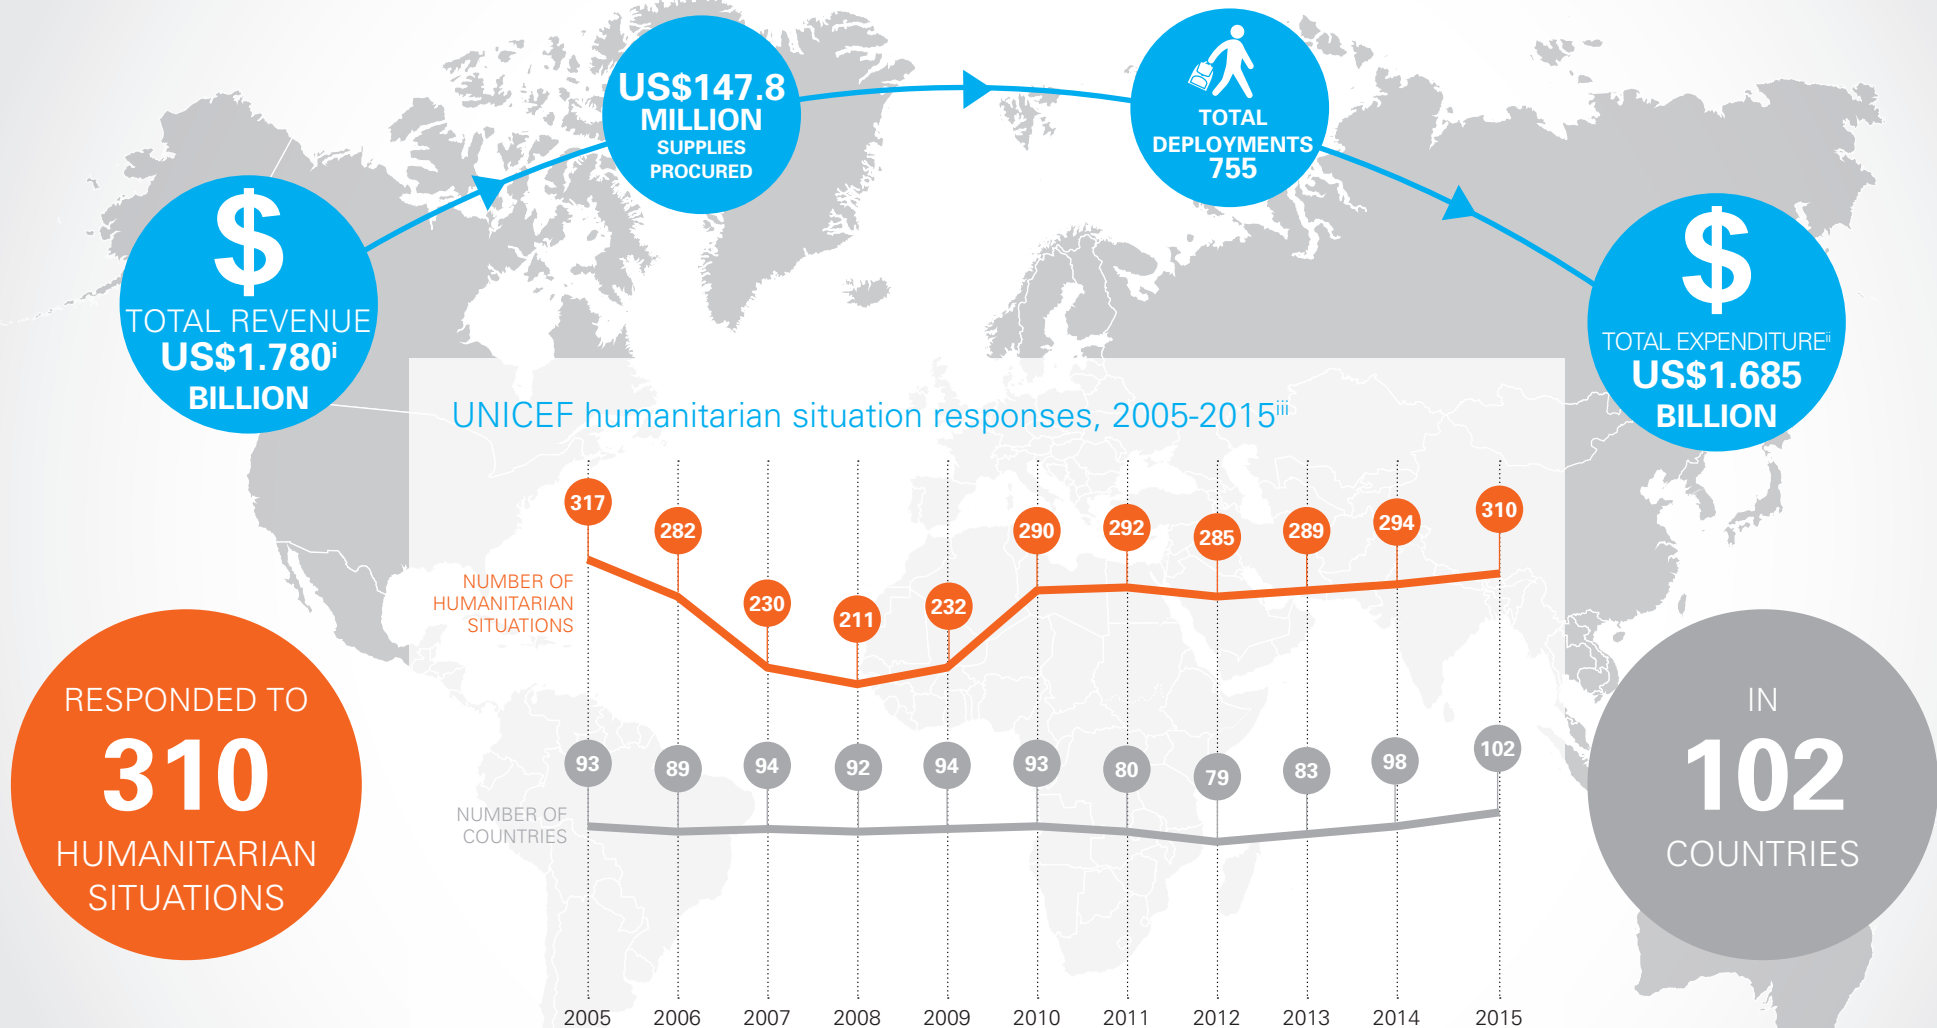 US$147.8
MILLION
SUPPLIES
PROCURED
TOTAL
DEPLOYMENTS
755
$
TOTAL REVENUE
US$1.780i
BILLION
$
TOTAL EXPENDITUREii
US$1.685
BILLION
UNICEF humanitarian situation responses, 2005-2015iii
317 282 230 211 232 290 292 285 289 294 310
NUMBER OF
HUMANITARIAN
SITUATIONS
93 89 94 92 94 93 80 79 83 98 102
NUMBER OF
COUNTRIES
2005 2006 2007 2008 2009 2010 2011 2012 2013 2014 2015
RESPONDED TO
310
HUMANITARIAN
SITUATIONS
IN
102
COUNTRIES